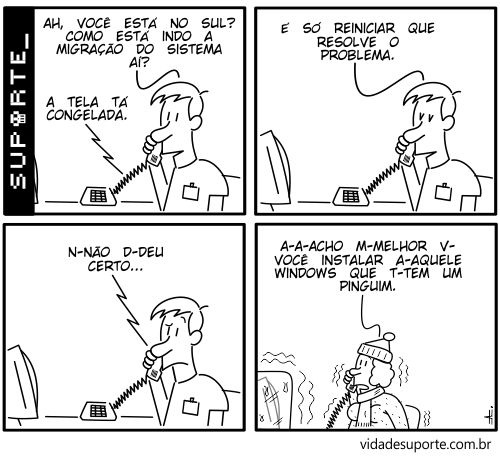 SUPORTE_
AH, VOCÊ ESTÁ NO SUL?
COMO ESTÁ INDO A
MIGRAÇÃO DO SISTEMA
AÍ?
A TELA TÁ
CONGELADA.
É SÓ REINICIAR QUE
RESOLVE O
PROBLEMA.
N-NÃO D-DEU
CERTO...
A-A-ACHO M-MELHOR V-
VOCÊ INSTALAR A-AQUELE
WINDOWS QUE T-TEM UM
PINGUIM.
vidadesuporte.com.br